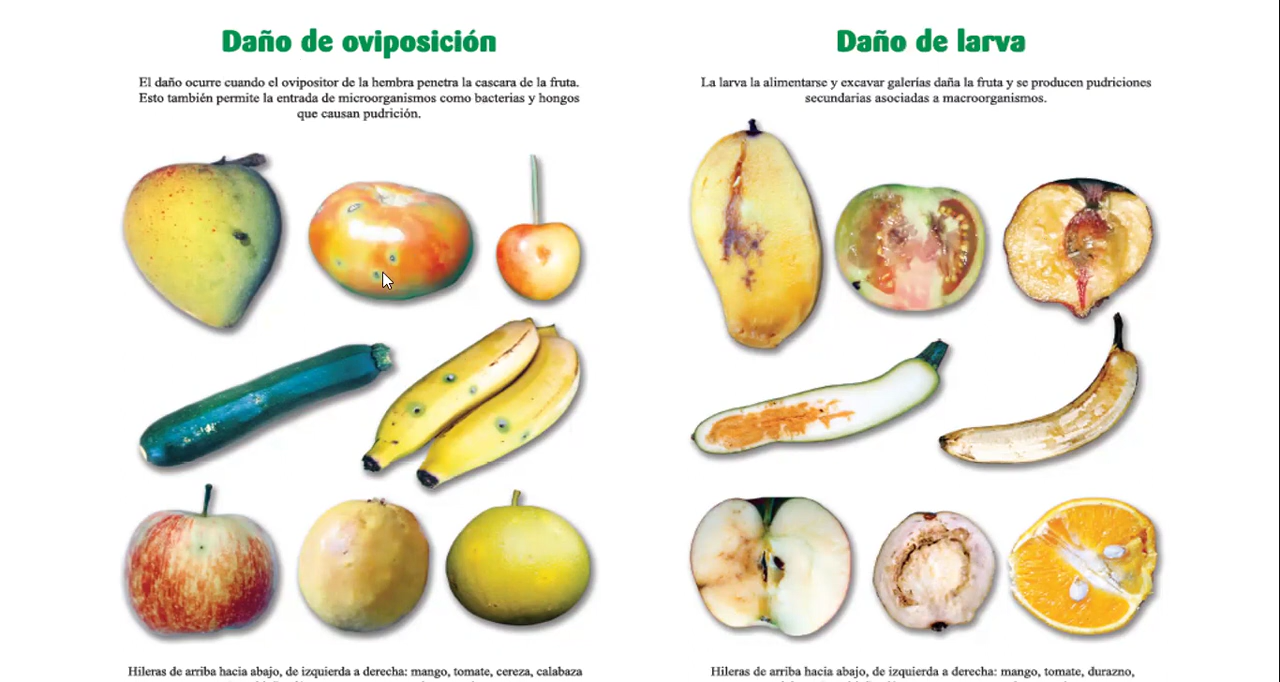 Daño de oviposición
El daño ocurre cuando el ovipositor de la hembra penetra la cascara de la fruta.
Esto también permite la entrada de microorganismos como bacterias y hongos
que causan pudrición.
Hileras de arriba hacia abajo, de izquierda a derecha: mango, tomate, cereza, calabaza
Daño de larva
La larva la alimentarse y excavar galerías daña la fruta y se producen pudriciones
secundarias asociadas a macroorganismos.
Hileras de arriba hacia abajo, de izquierda a derecha: mango, tomate, durazno,